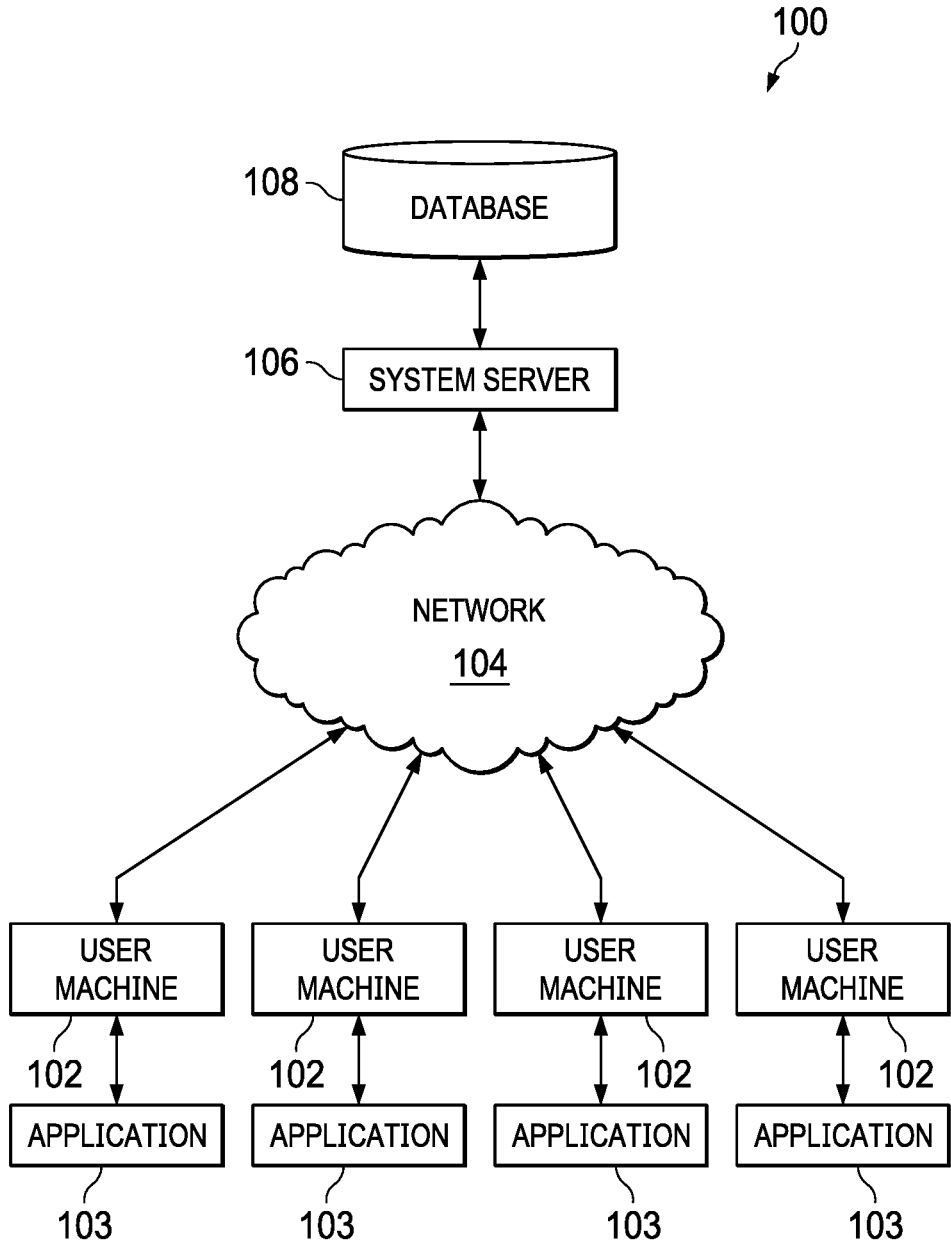 100
108
DATABASE
106
SYSTEM SERVER
NETWORK
104
USER
MACHINE
USER
MACHINE
USER
MACHINE
USER
MACHINE
102
102
102
102
APPLICATION
APPLICATION
APPLICATION
APPLICATION
103
103
103
103